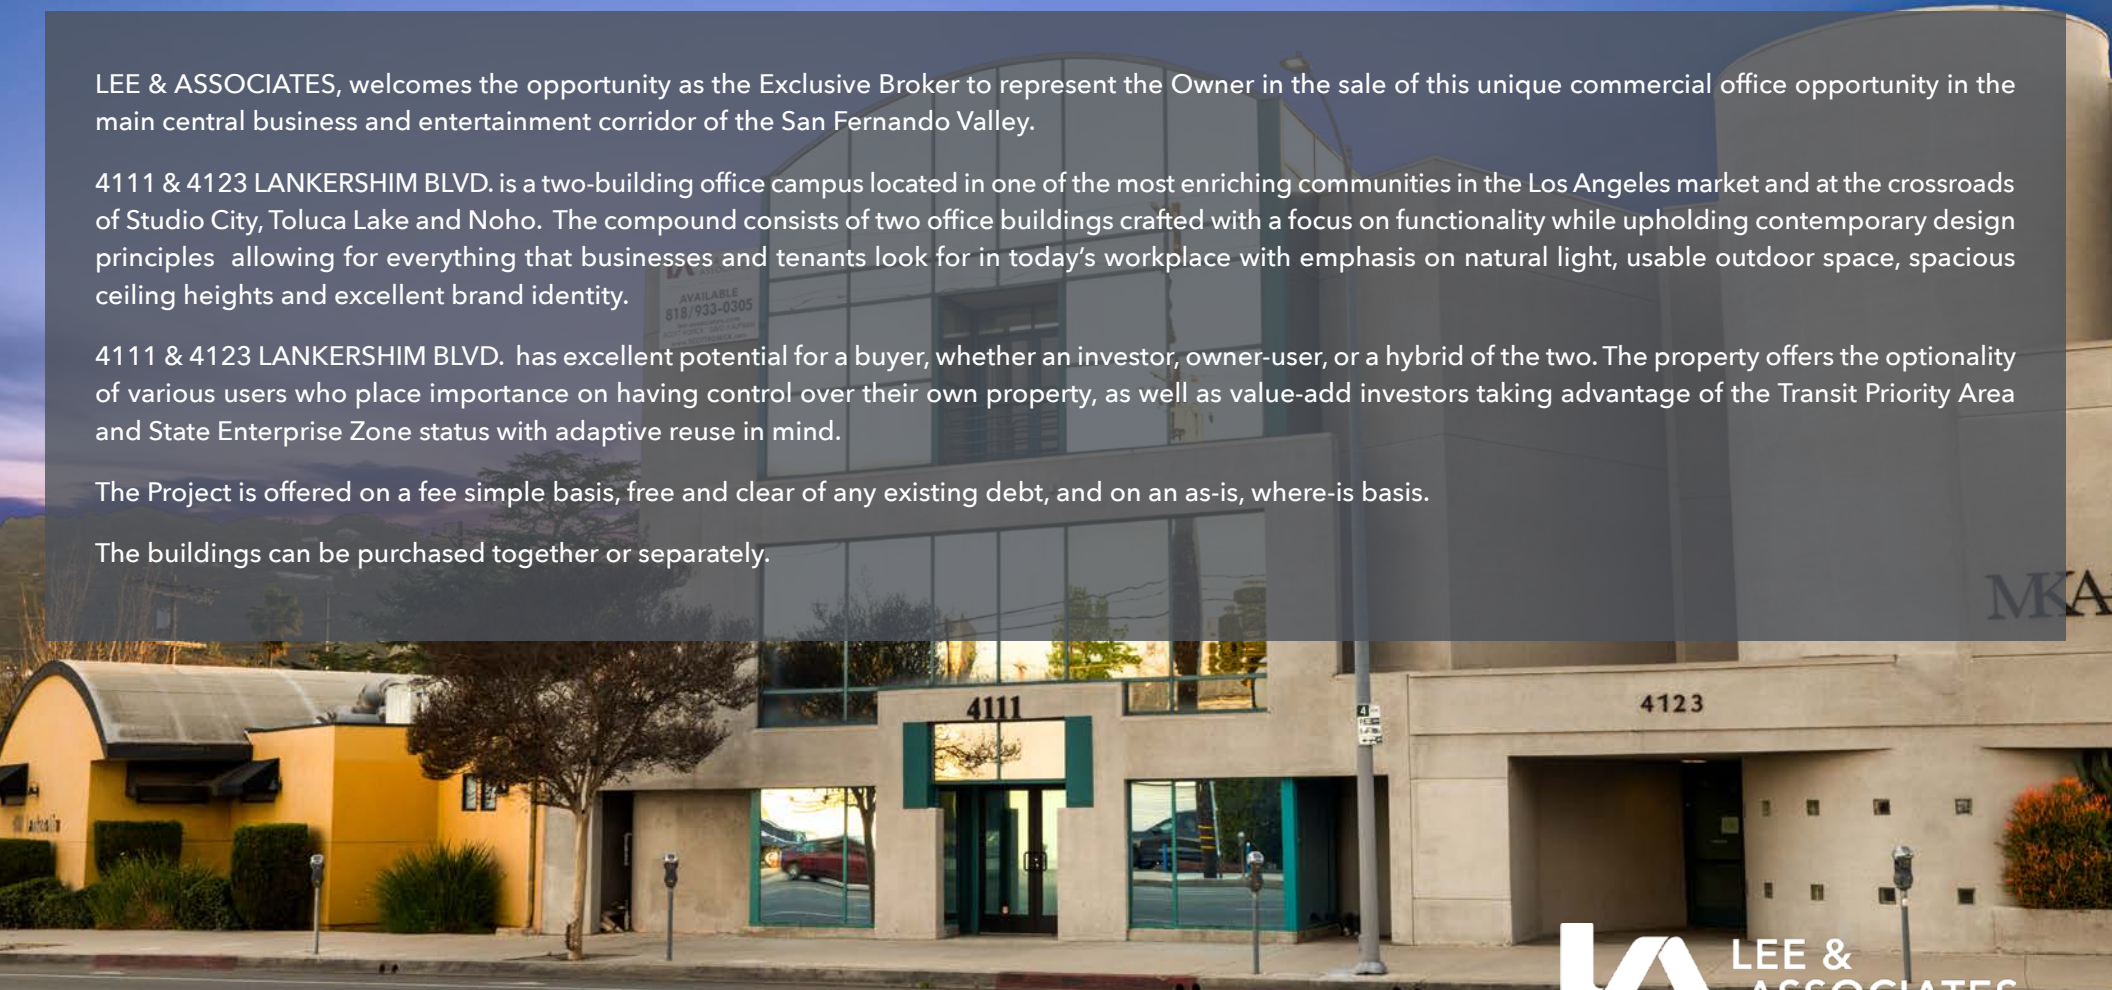 LEE & ASSOCIATES, welcomes the opportunity as the Exclusive Broker to represent the Owner in the sale of this unique commercial office opportunity in the
main central business and entertainment corridor of the San Fernando Valley.
4111 & 4123 LANKERSHIM BLVD. is a two-building office campus located in one of the most enriching communities in the Los Angeles market and at the crossroads
of Studio City, Toluca Lake and Noho. The compound consists of two office buildings crafted with a focus on functionality while upholding contemporary design
principles allowing for everything that businesses and tenants look for in today's workplace with emphasis on natural light, usable outdoor space, spacious
ceiling heights and excellent brand identity.
AVAILABLE
818/933-0305
4111 & 4123 LANKERSHIM BLVD. has excellent potential for a buyer, whether an investor, owner-user, or a hybrid of the two. The property offers the optionality
of various users who place importance on having control over their own property, as well as value-add investors taking advantage of the Transit Priority Area
and State Enterprise Zone status with adaptive reuse in mind.
The Project is offered on a fee simple basis, free and clear of any existing debt, and on an as-is, where-is basis.
The buildings can be purchased together or separately.
MKA
4111
4123
4
LEE &
ASSOCIATES